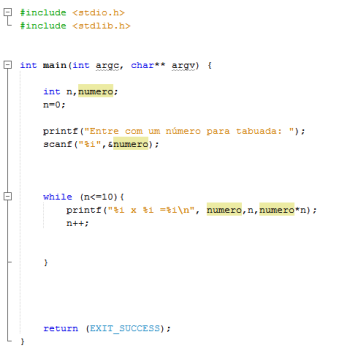 #include <stdio.h>
#include <stdlib.h>
int main(int argc, char** argv) {
int n,numero;
n=0;
printf("Entre com um número para tabuada: ");
scanf("%i",&numero);
while (n<=10){
printf("%i x %i =%i\n", numero,n,numero*n);
n++;
}
return (EXIT_SUCCESS);
}